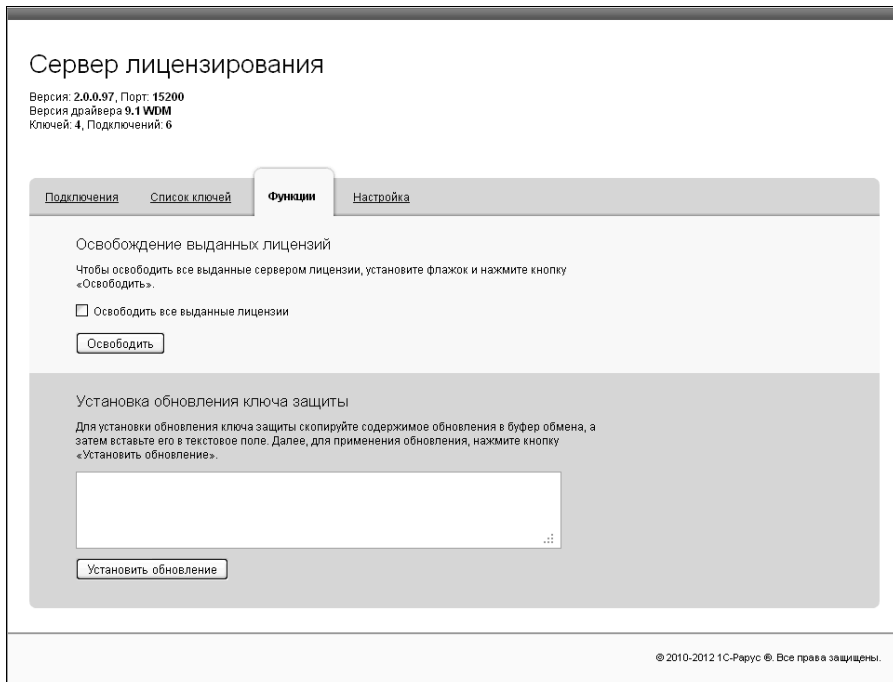 Сервер лицензирования
Версия: 2.0.0.97, Порт: 15200
Версия драйвера 9.1 WDM
Ключей: 4, Подключений: 6
Подключения Список ключей Функции Настройка
Освобождение выданных лицензий
Чтобы освободить все выданные сервером лицензии, установите флажок и нажмите кнопку
«Освободить».
Освободить все выданные лицензии
Освободить
Установка обновления ключа защиты
Для установки обновления ключа защиты скопируйте содержимое обновления в буфер обмена, а
затем вставьте его в текстовое поле. Далее, для применения обновления, нажмите кнопку
«Установить обновление».
Установить обновление
© 2010-2012 1С-Рарус ®. Все права защищены.